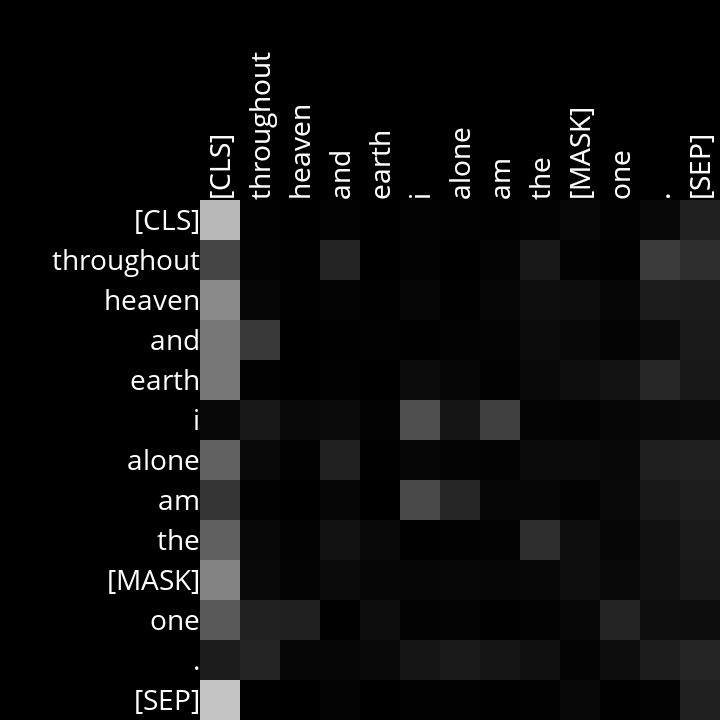 [CLS] throughout heaven and earth i alone am the [MASK] one . [SEP]
[CLS]
throughout
heaven
and
earth
i
alone
am
the
[MASK]
one
.
[SEP]